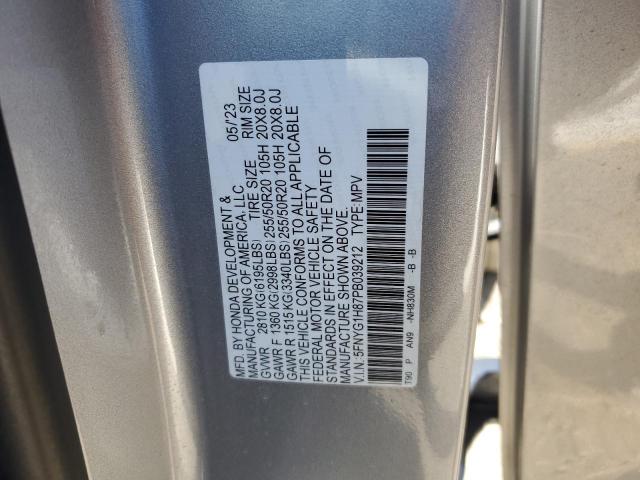 MFD. BY HONDA DEVELOPMENT & 05/'23
MANUFACTURING OF AMERICA, LLC
GVWR 2810 KG(6195LBS) TIRE SIZE RIM SIZE
GAWR F 1360 KG(2998LBS) 255/50R20 105H 20X8.0J
GAWR R 1515 KG(3340LBS) 255/50R20 105H 20X8.0J
THIS VEHICLE CONFORMS TO ALL APPLICABLE
FEDERAL MOTOR VEHICLE SAFETY
STANDARDS IN EFFECT ON THE DATE OF
MANUFACTURE SHOWN ABOVE.
V.I.N.:5FNYG1H87PB039212 TYPE:MPV
T90 P AN9 -NH830M -B -B